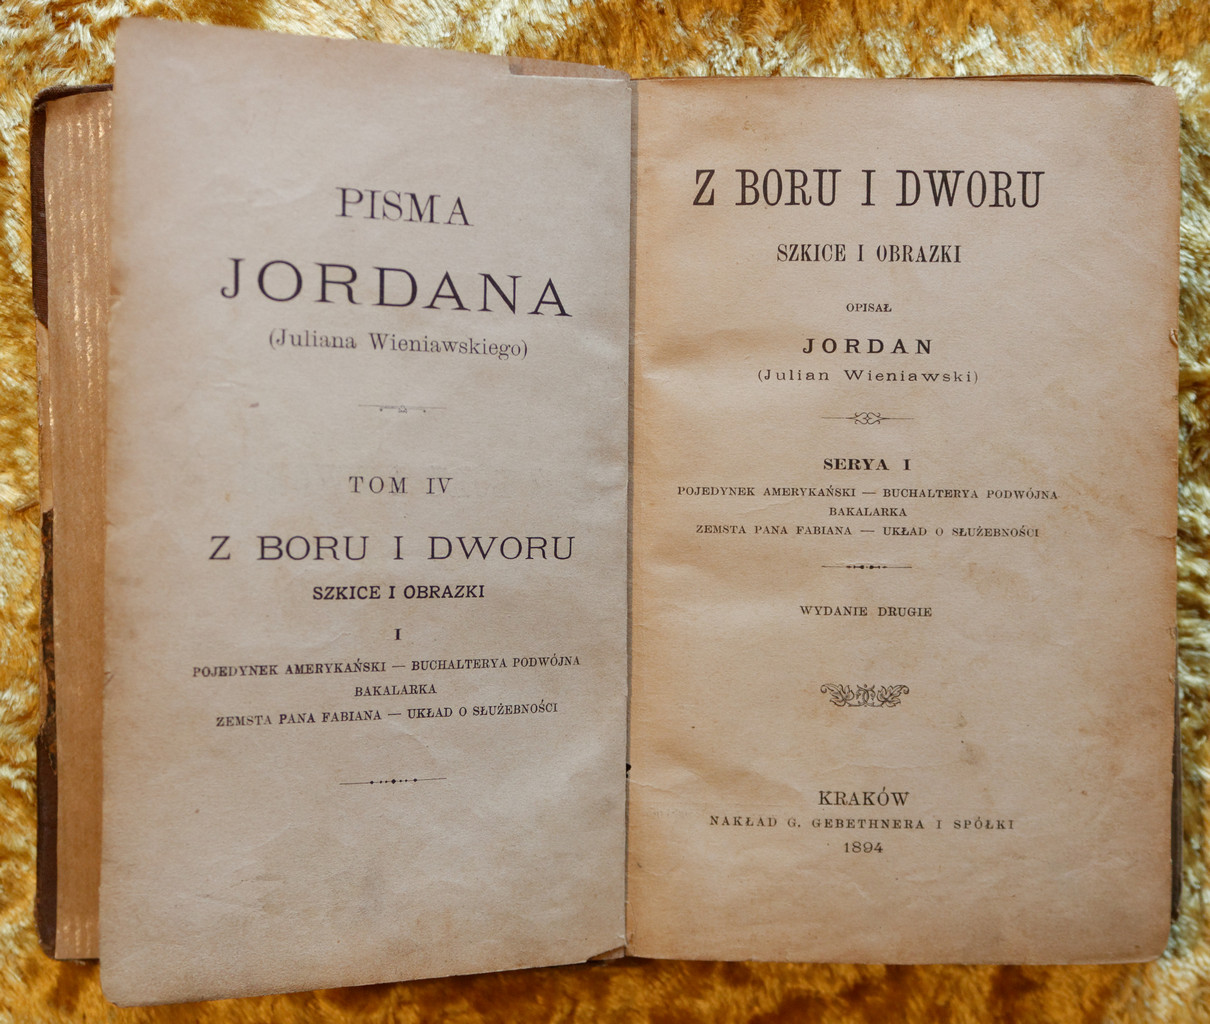 PISMA
JORDANA
(Juliana Wieniawskiego)
TOM IV
Z BORU I DWORU
SZKICE I OBRAZKI
I
POJEDYNEK AMERYKAŃSKI — BUCHALTERYA PODWÓJNA
BAKALARKA
ZEMSTA PANA FABIANA — UKŁAD O SŁUŻEBNOŚCI
Z BORU I DWORU
SZKICE I OBRAZKI
OPISAŁ
JORDAN
(Julian Wieniawski)
SERYA I
POJEDYNEK AMERYKAŃSKI — BUCHALTERYA PODWÓJNA
BAKALARKA
ZEMSTA PANA FABIANA — UKŁAD O SŁUŻEBNOŚCI
WYDANIE DRUGIE
KRAKÓW
NAKŁAD G. GEBETHNERA I SPÓŁKI
1894